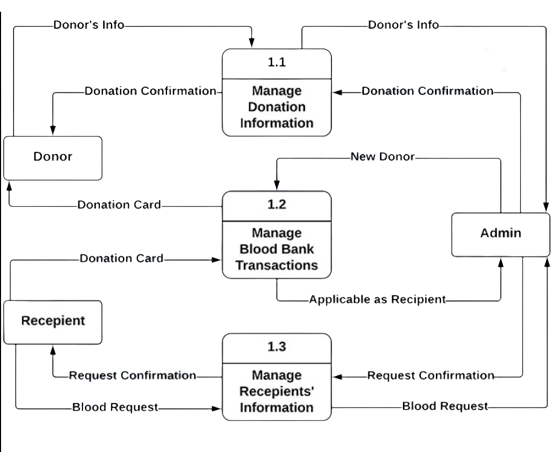 Donor's Info
Donor's Info
1.1
Manage
Donation
Information
Donation Confirmation
Donation Confirmation
Donor
New Donor
Donation Card
1.2
Manage
Blood Bank
Transactions
Admin
Donation Card
Applicable as Recipient
Recepient
1.3
Manage
Recepients'
Information
Request Confirmation
Request Confirmation
Blood Request
Blood Request